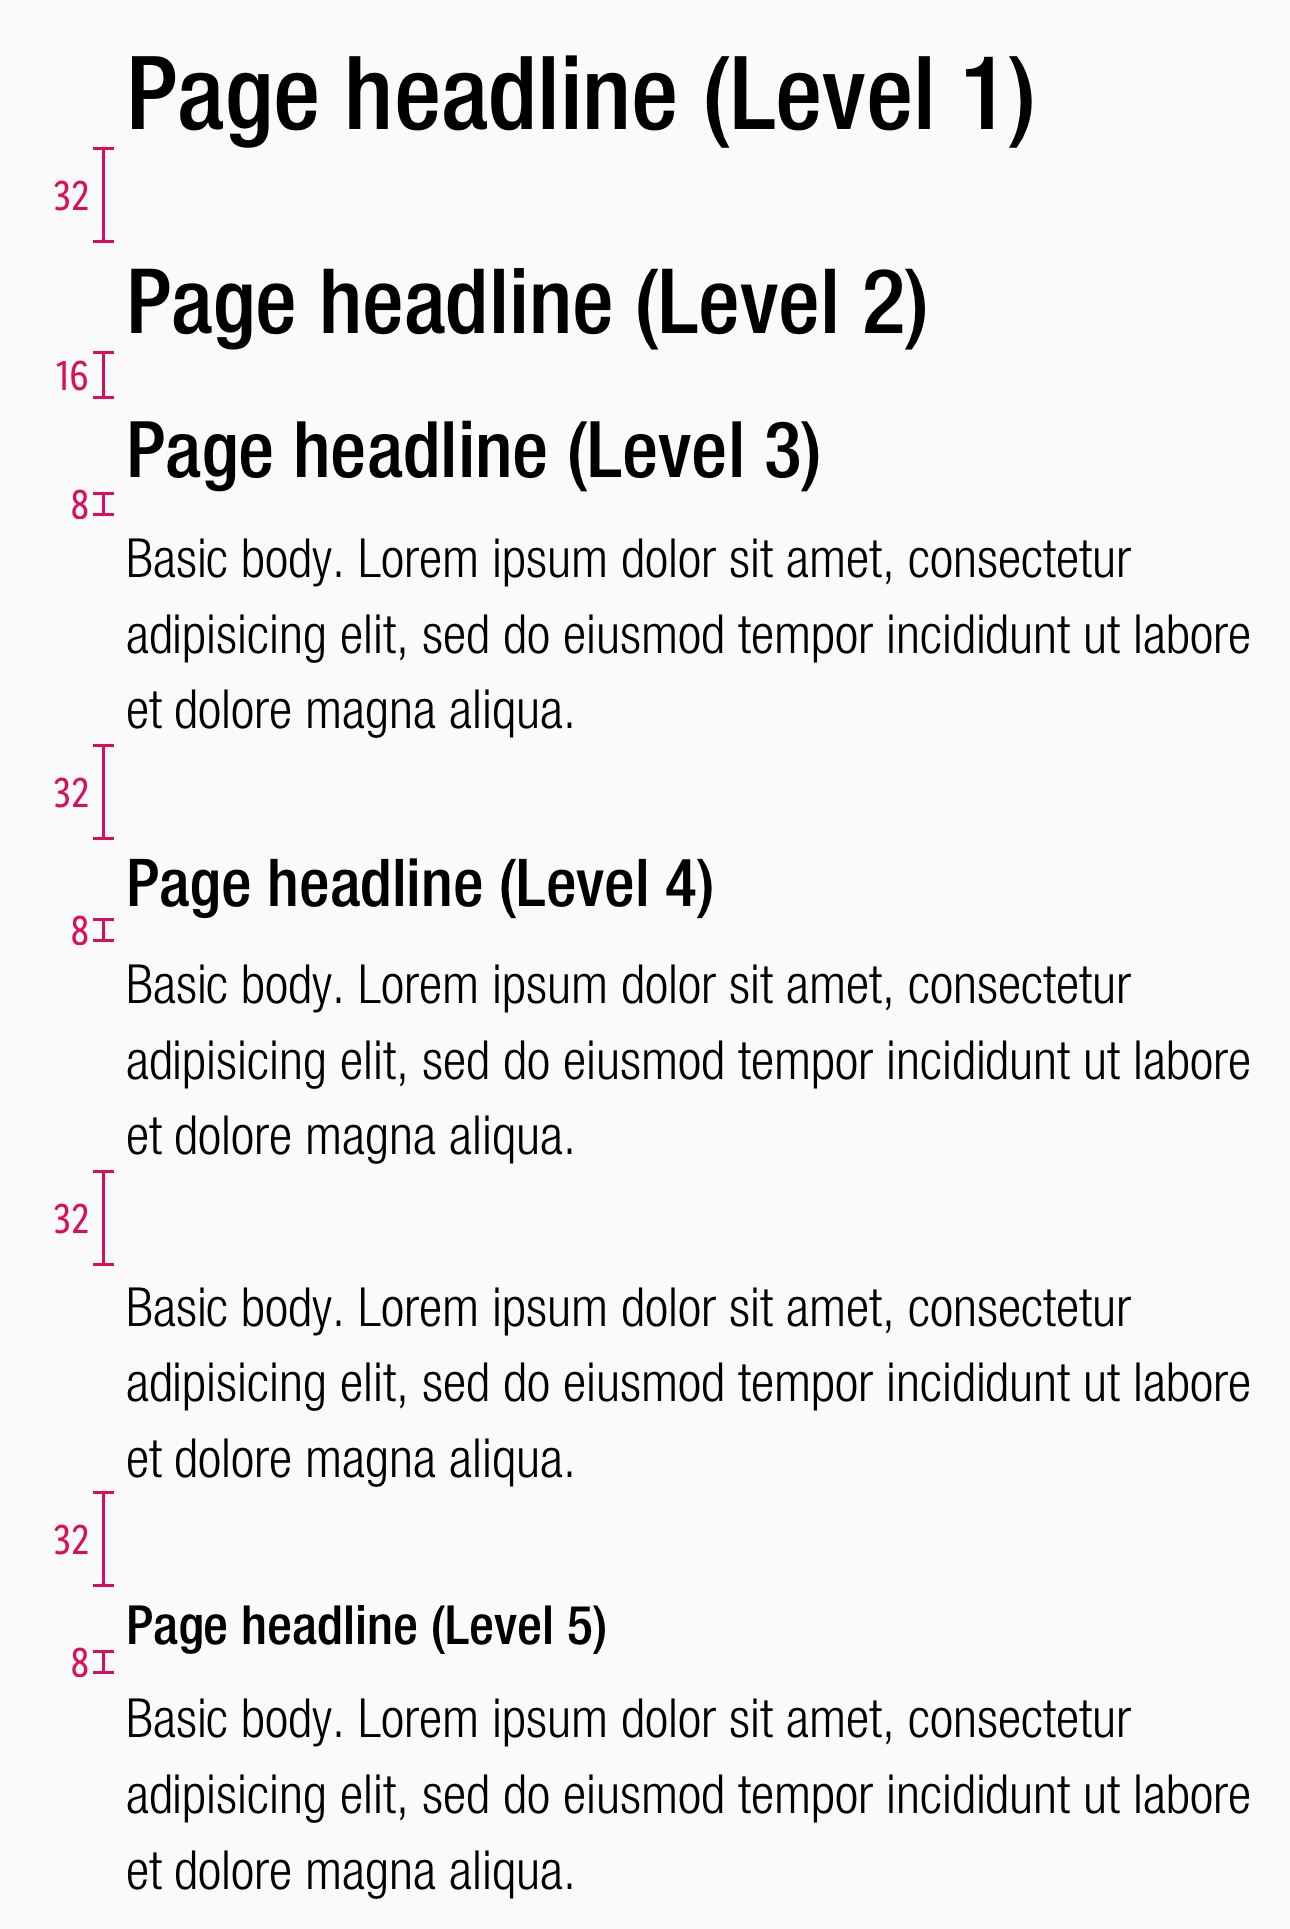 Page headline (Level 1)
32
Page headline (Level 2)
16
Page headline (Level 3)
8
Basic body. Lorem ipsum dolor sit amet, consectetur
adipisicing elit, sed do eiusmod tempor incididunt ut labore
et dolore magna aliqua.
32
Page headline (Level 4)
8
Basic body. Lorem ipsum dolor sit amet, consectetur
adipisicing elit, sed do eiusmod tempor incididunt ut labore
et dolore magna aliqua.
32
Basic body. Lorem ipsum dolor sit amet, consectetur
adipisicing elit, sed do eiusmod tempor incididunt ut labore
et dolore magna aliqua.
32
Page headline (Level 5)
8
Basic body. Lorem ipsum dolor sit amet, consectetur
adipisicing elit, sed do eiusmod tempor incididunt ut labore
et dolore magna aliqua.